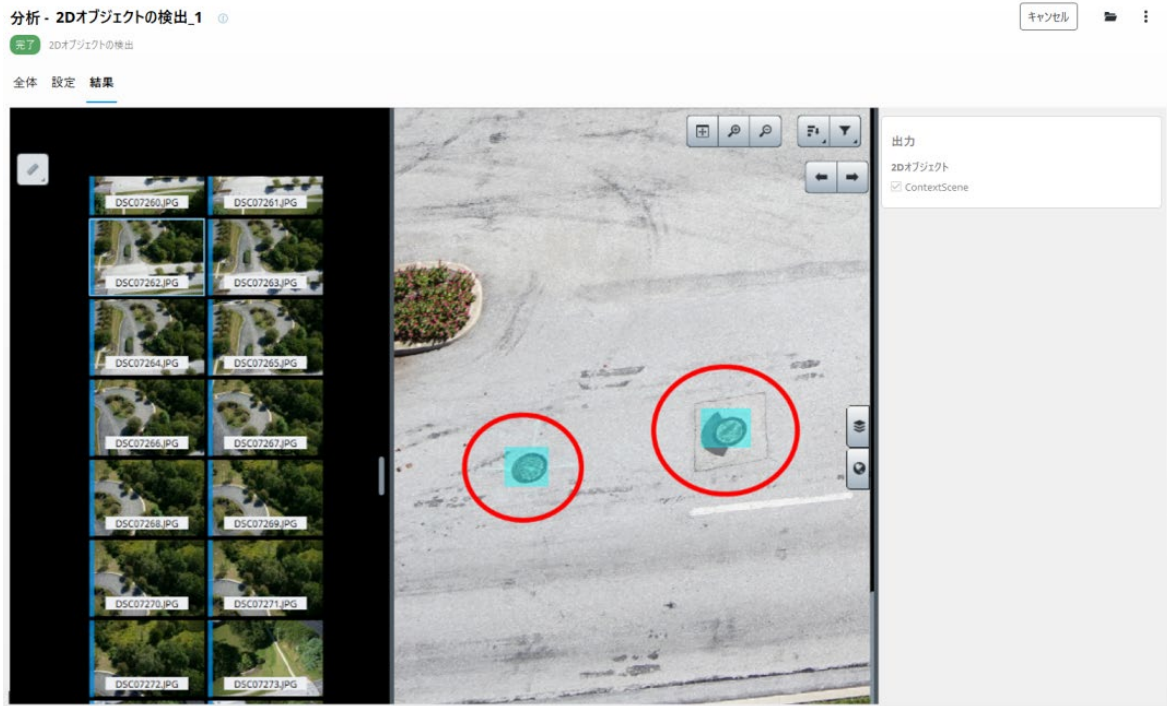 分析 - 2Dオブジェクトの検出_1
キャンセル
完了 2Dオブジェクトの検出
全体 設定 結果
DSC07260.JPG DSC07261.JPG
DSC07262.JPG DSC07263.JPG
DSC07264.JPG DSC07265.JPG
DSC07266.JPG DSC07267.JPG
DSC07268.JPG DSC07269.JPG
DSC07270.JPG DSC07271.JPG
DSC07272.JPG DSC07273.JPG
出力
2Dオブジェクト
ContextScene